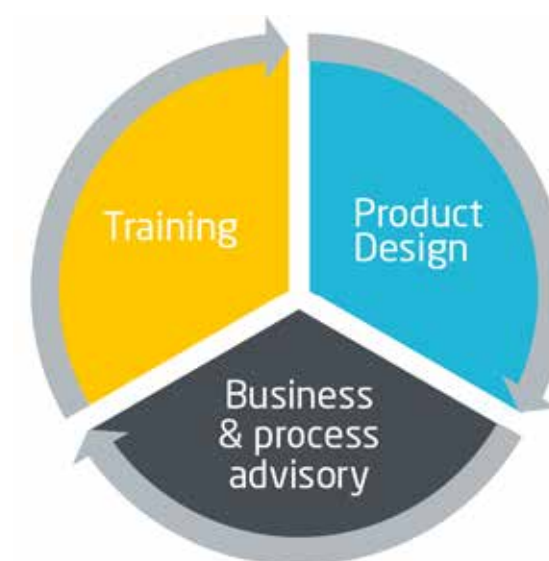 Training
Product
Design
Business
& process
advisory